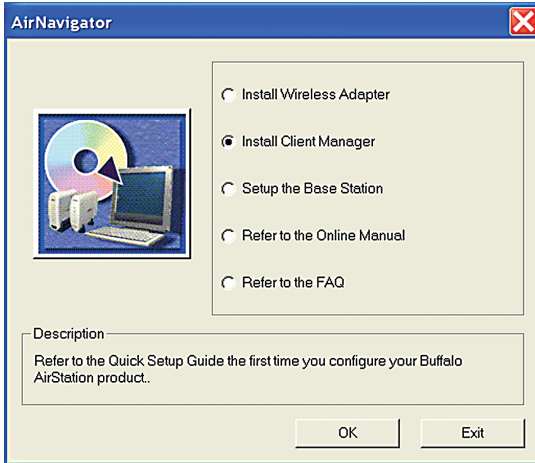 AirNavigator
Install Wireless Adapter
Install Client Manager
Setup the Base Station
Refer to the Online Manual
Refer to the FAQ
Description
Refer to the Quick Setup Guide the first time you configure your Buffalo
AirStation product..
OK
Exit